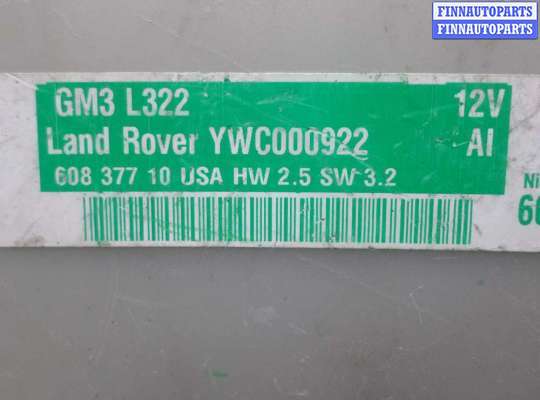 FINNAUTOPARTS
FINNAUTOPARTS
GM3 L322 12V
Land Rover YWC000922 AI
608 377 10 USA HW 2.5 SW 3.2